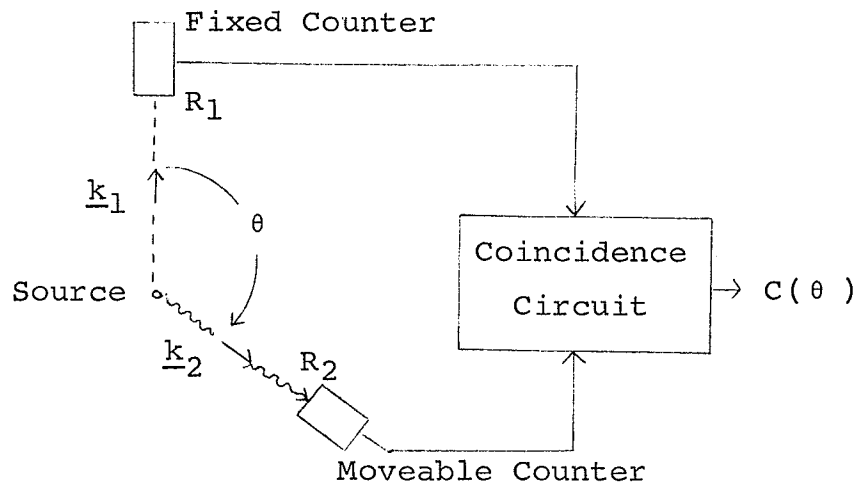 Fixed Counter
R1
k1
θ
Source
k2
R2
Coincidence
Circuit
C(θ)
Moveable Counter